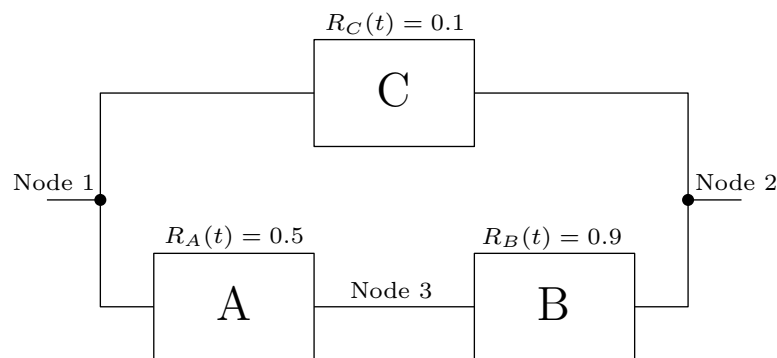 R_C(t) = 0.1
C
Node 1
Node 2
R_A(t) = 0.5
R_B(t) = 0.9
A
Node 3
B